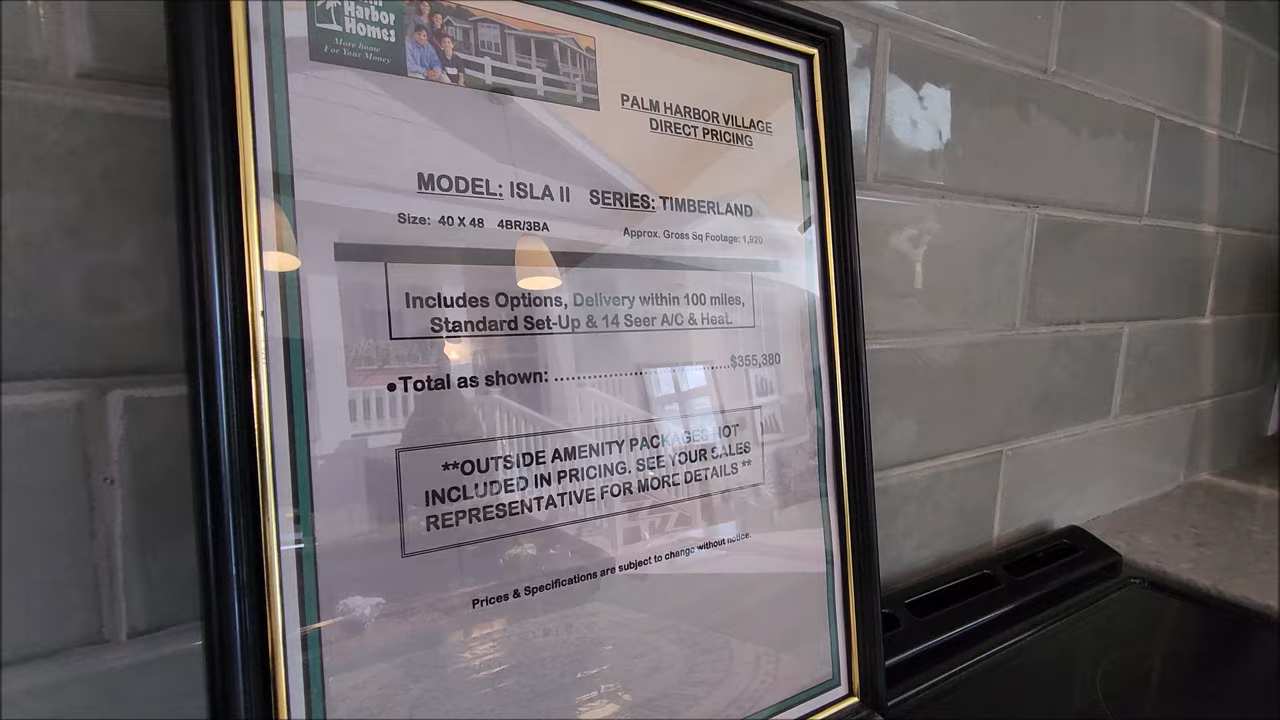 Harbor
Homes
More home
For Your Money
PALM HARBOR VILLAGE
DIRECT PRICING
MODEL: ISLA II SERIES: TIMBERLAND
Size: 40 X 48 4BR/3BA
Approx. Gross Sq Footage: 1,920
Includes Options, Delivery within 100 miles,
Standard Set-Up & 14 Seer A/C & Heat.
●Total as shown: ................................$355,380
**OUTSIDE AMENITY PACKAGES NOT
INCLUDED IN PRICING. SEE YOUR SALES
REPRESENTATIVE FOR MORE DETAILS **
Prices & Specifications are subject to change without notice.